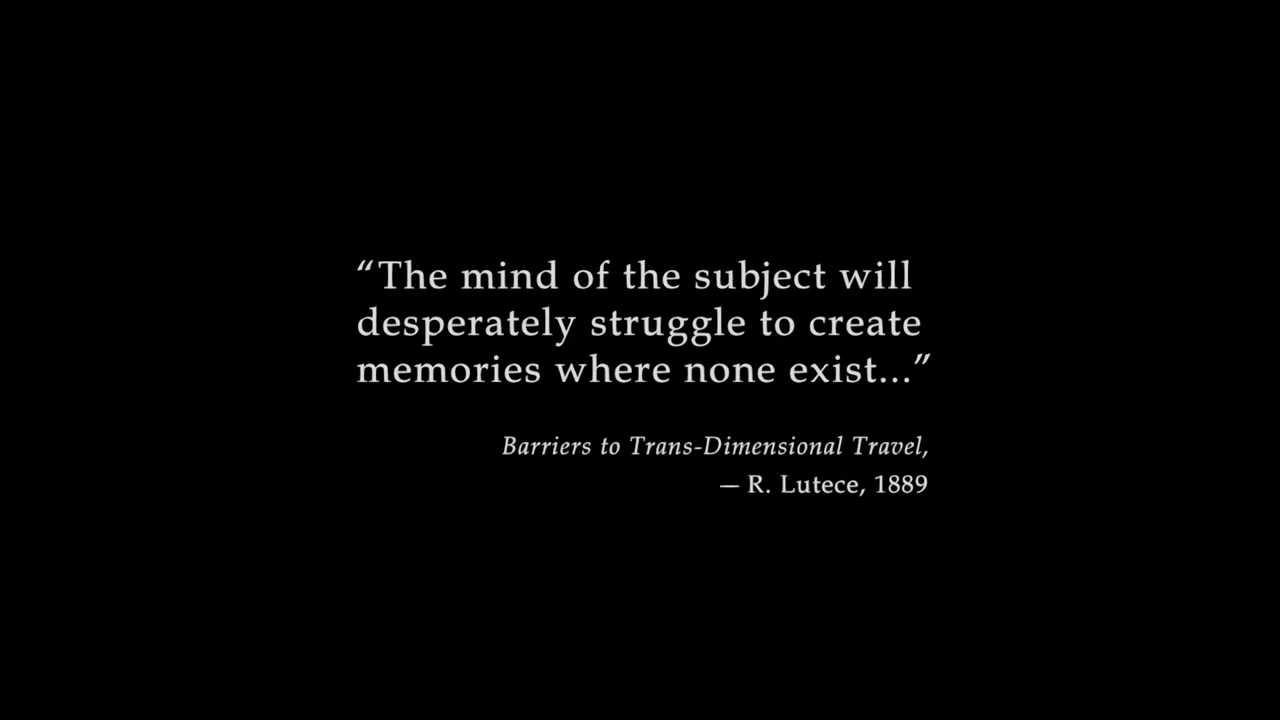 “The mind of the subject will
desperately struggle to create
memories where none exist...”
Barriers to Trans-Dimensional Travel,
— R. Lutece, 1889